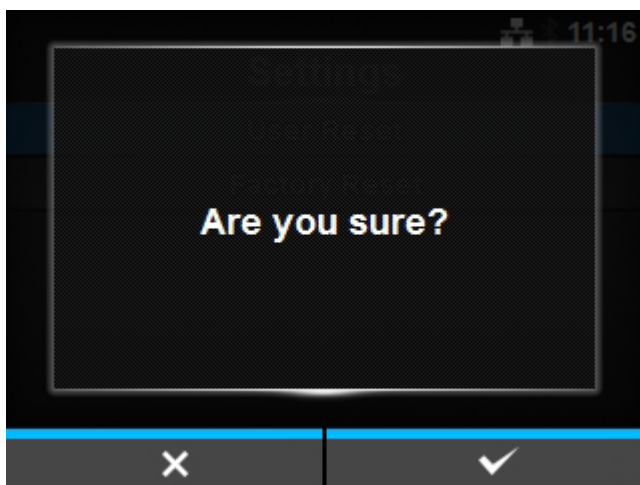 11:16
Settings
User Reset
Factory Reset
Are you sure?